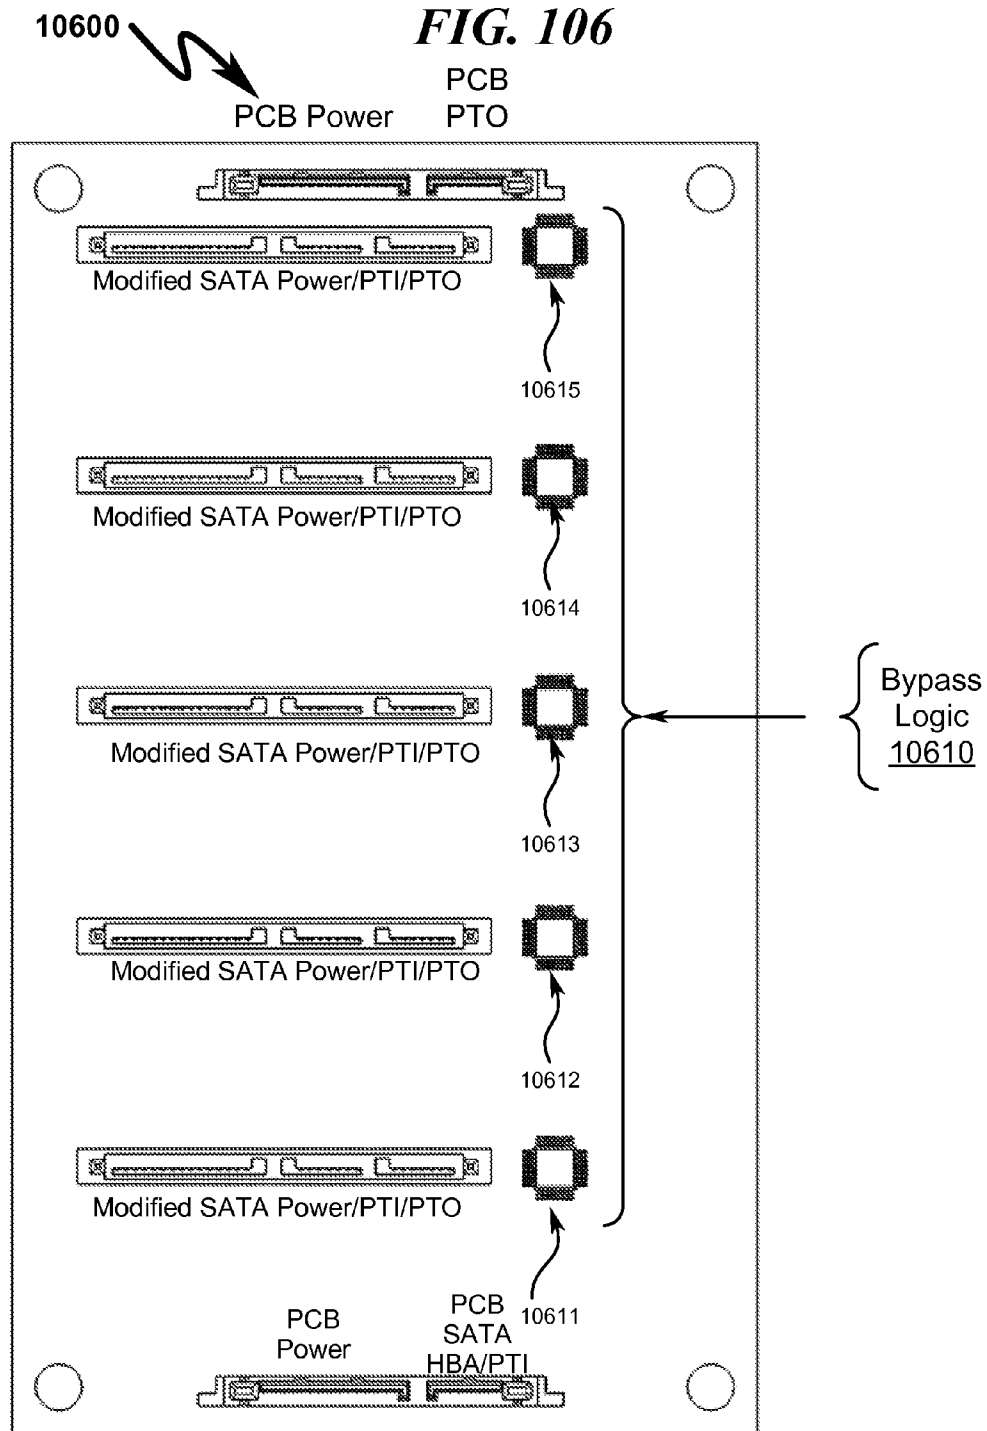 10600
FIG. 106
PCB Power
PCB
PTO
Modified SATA Power/PTI/PTO
10615
Modified SATA Power/PTI/PTO
10614
Bypass
Logic
10610
Modified SATA Power/PTI/PTO
10613
Modified SATA Power/PTI/PTO
10612
Modified SATA Power/PTI/PTO
10611
PCB
Power
PCB
SATA
HBA/PTI